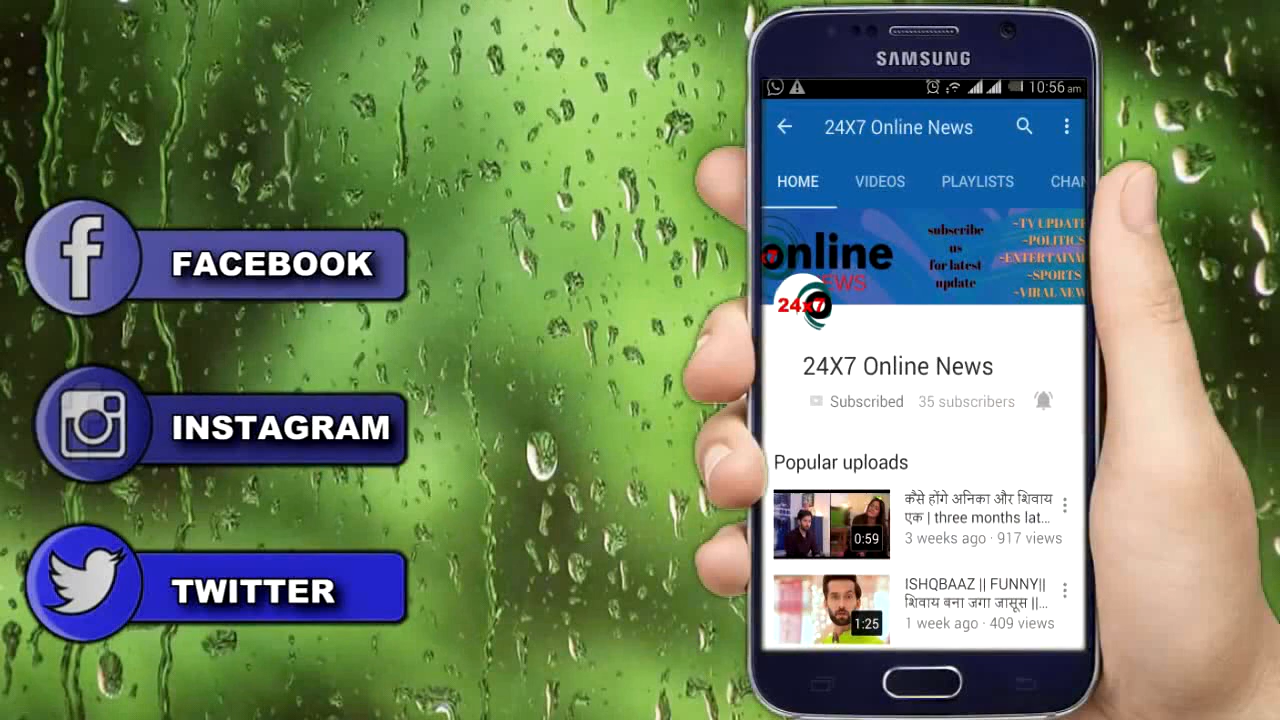 FACEBOOK
INSTAGRAM
TWITTER
SAMSUNG
10:56 am
24X7 Online News
HOME VIDEOS PLAYLISTS CHAN
online
NEWS
24x7
subscribe
us
for latest
update
~TV UPDATE
~POLITICS
~ENTERTAINM
~SPORTS
~VIRAL NEW
24X7 Online News
Subscribed 35 subscribers
Popular uploads
कैसे होंगे अनिका और शिवाय
एक | three months lat...
3 weeks ago · 917 views
0:59
ISHQBAAZ || FUNNY||
शिवाय बना जगा जासूस ||...
1 week ago · 409 views
1:25